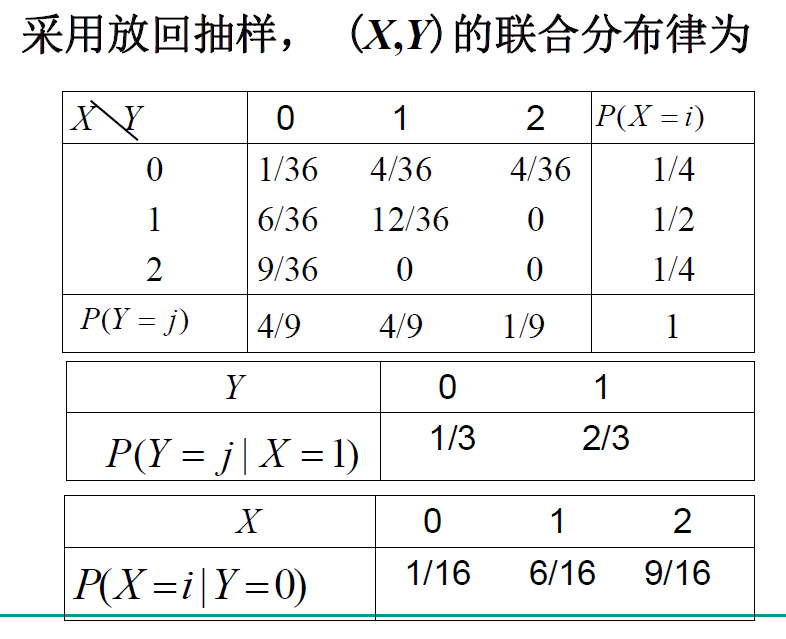 采用放回抽样， (X,Y)的联合分布律为
X Y 0 1 2 P(X = i)
0 1/36 4/36 4/36 1/4
1 6/36 12/36 0 1/2
2 9/36 0 0 1/4
P(Y = j) 4/9 4/9 1/9 1
Y 0 1
P(Y = j | X = 1) 1/3 2/3
X 0 1 2
P(X = i | Y = 0) 1/16 6/16 9/16